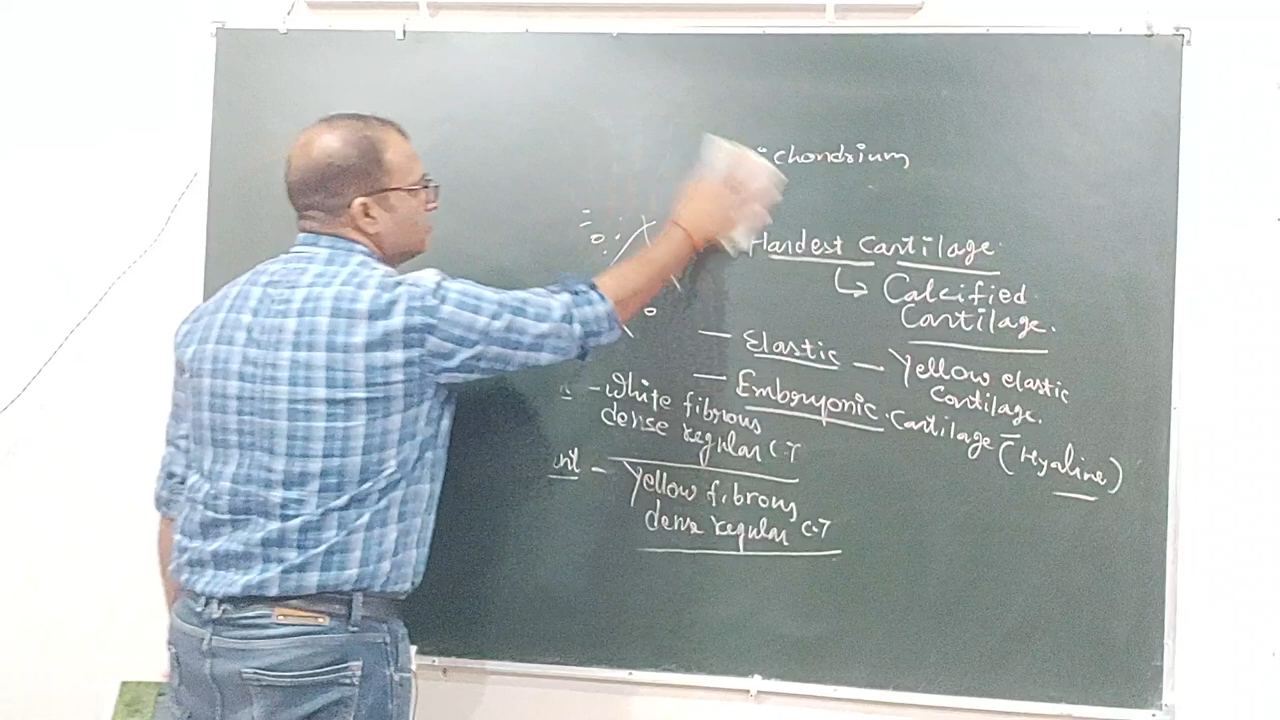 chondrium
Hardest Cartilage
↳ Calcified
Cartilage.
— Elastic — Yellow elastic
Cartilage.
— Embryonic Cartilage – (Hyaline)
– White fibrous
dense regular C.T
– Yellow fibrous
dense regular C.T